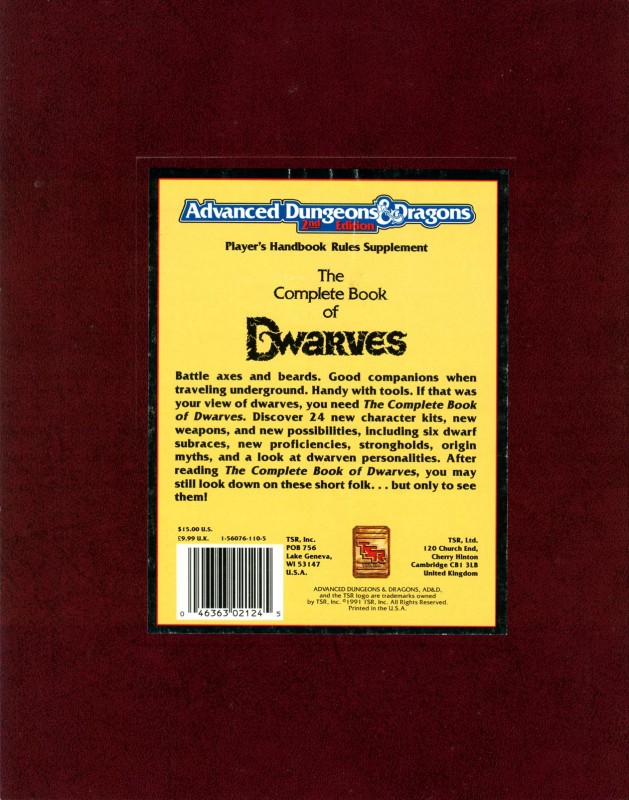 Advanced Dungeons & Dragons
2nd Edition
Player's Handbook Rules Supplement
The
Complete Book
of
Dwarves
Battle axes and beards. Good companions when
traveling underground. Handy with tools. If that was
your view of dwarves, you need The Complete Book
of Dwarves. Discover 24 new character kits, new
weapons, and new possibilities, including six dwarf
subraces, new proficiencies, strongholds, origin
myths, and a look at dwarven personalities. After
reading The Complete Book of Dwarves, you may
still look down on these short folk. . . but only to see
them!
$15.00 U.S.
£9.99 U.K. 1-56076-110-5
0 46363 02124 5
TSR, Inc.
POB 756
Lake Geneva,
WI 53147
U.S.A.
TSR
TSR, Ltd.
120 Church End,
Cherry Hinton
Cambridge CB1 3LB
United Kingdom
ADVANCED DUNGEONS & DRAGONS, AD&D,
and the TSR logo are trademarks owned
by TSR, Inc. ©1991 TSR, Inc. All Rights Reserved.
Printed in the U.S.A.